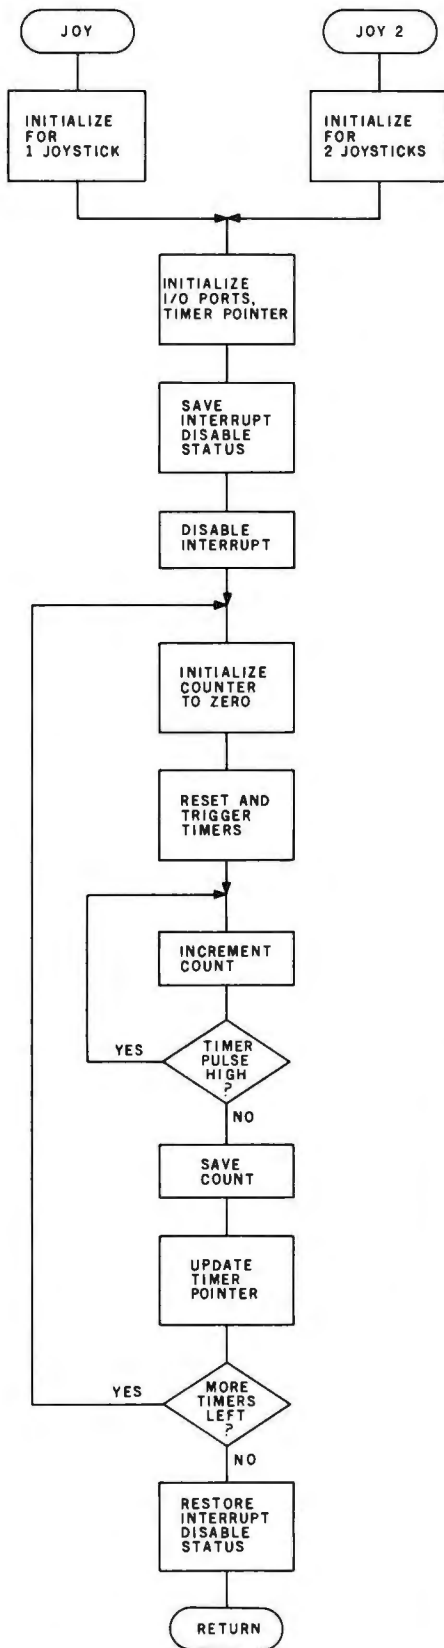 JOY
JOY 2
INITIALIZE
FOR
1 JOYSTICK
INITIALIZE
FOR
2 JOYSTICKS
INITIALIZE
I/O PORTS,
TIMER POINTER
SAVE
INTERRUPT
DISABLE
STATUS
DISABLE
INTERRUPT
INITIALIZE
COUNTER
TO ZERO
RESET AND
TRIGGER
TIMERS
INCREMENT
COUNT
YES
TIMER
PULSE
HIGH
?
NO
SAVE
COUNT
UPDATE
TIMER
POINTER
YES
MORE
TIMERS
LEFT
?
NO
RESTORE
INTERRUPT
DISABLE
STATUS
RETURN